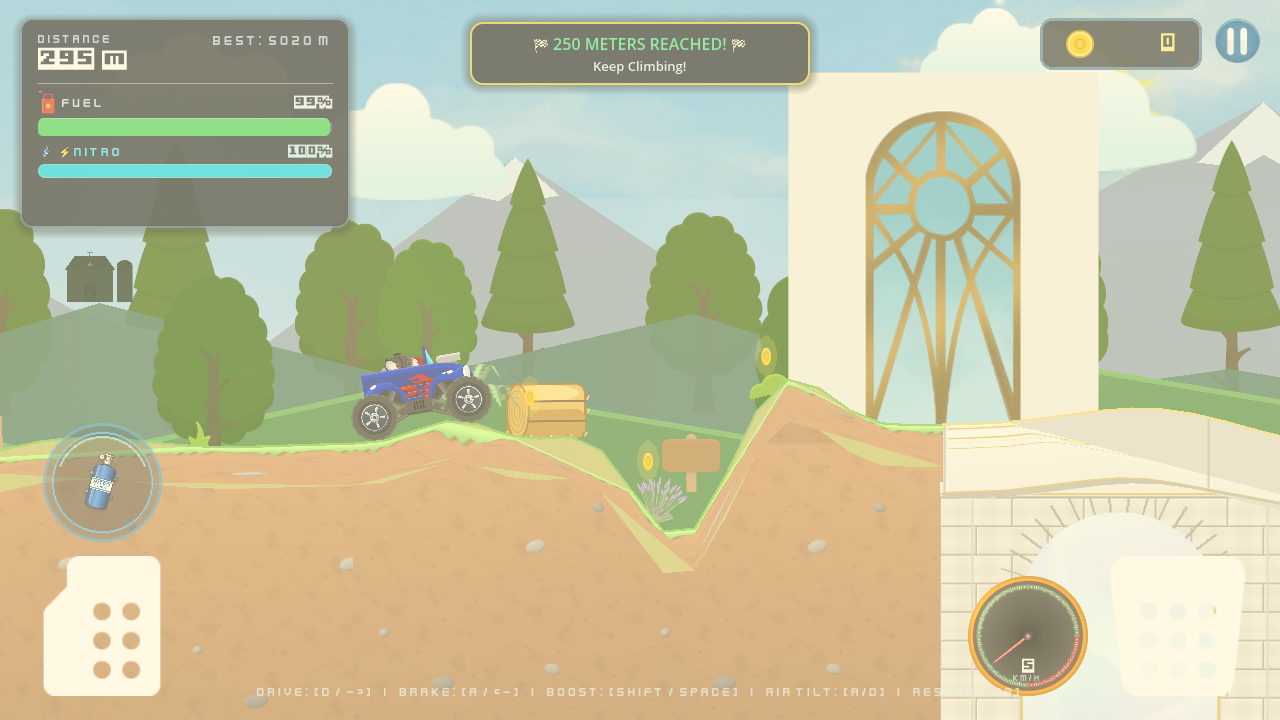 DISTANCE
BEST: 5020 M
295 m
250 METERS REACHED!
Keep Climbing!
0
FUEL
99%
NITRO
100%
5
KM/H
DRIVE: [D / ->] | BRAKE: [A / <-] | BOOST: [SHIFT / SPACE] | AIR TILT: [A/D] | RES